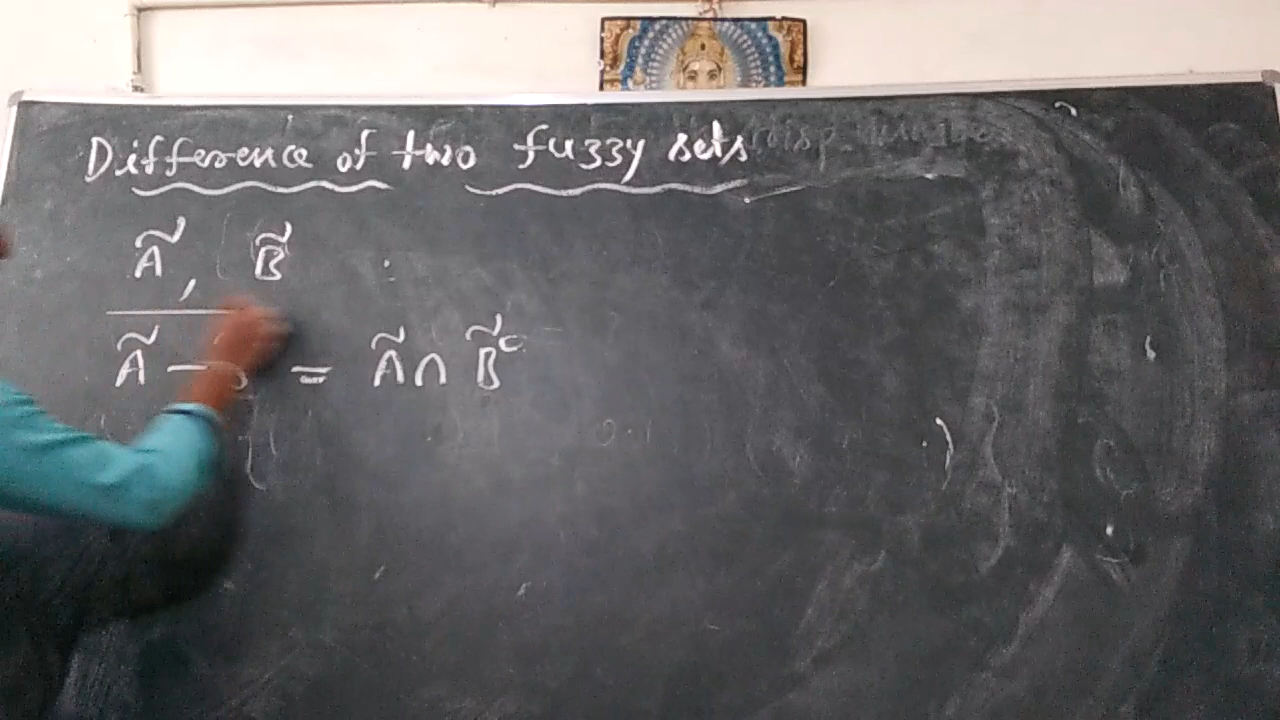 Difference of two fuzzy sets
Ã, B̃
Ã – = Ã ∩ B̃ᶜ